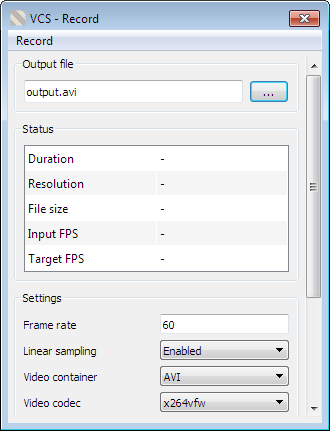 VCS - Record
Record
Output file
output.avi
...
Status
Duration -
Resolution -
File size -
Input FPS -
Target FPS -
Settings
Frame rate 60
Linear sampling Enabled
Video container AVI
Video codec x264vfw